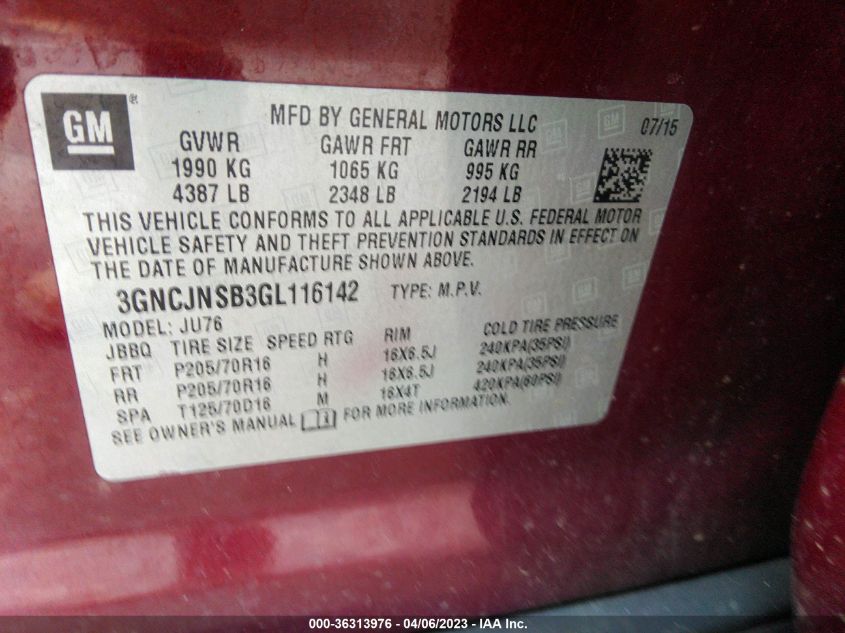 GM ®
MFD BY GENERAL MOTORS LLC 07/15
GVWR GAWR FRT GAWR RR
1990 KG 1065 KG 995 KG
4387 LB 2348 LB 2194 LB
THIS VEHICLE CONFORMS TO ALL APPLICABLE U.S. FEDERAL MOTOR
VEHICLE SAFETY AND THEFT PREVENTION STANDARDS IN EFFECT ON
THE DATE OF MANUFACTURE SHOWN ABOVE.
3GNCJNSB3GL116142 TYPE: M.P.V.
MODEL: JU76
JBBQ TIRE SIZE SPEED RTG RIM COLD TIRE PRESSURE
FRT P205/70R16 H 16X6.5J 240KPA(35PSI)
RR P205/70R16 H 16X6.5J 240KPA(35PSI)
SPA T125/70D16 M 16X4T 420KPA(60PSI)
SEE OWNER'S MANUAL FOR MORE INFORMATION.
000-36313976 - 04/06/2023 - IAA Inc.